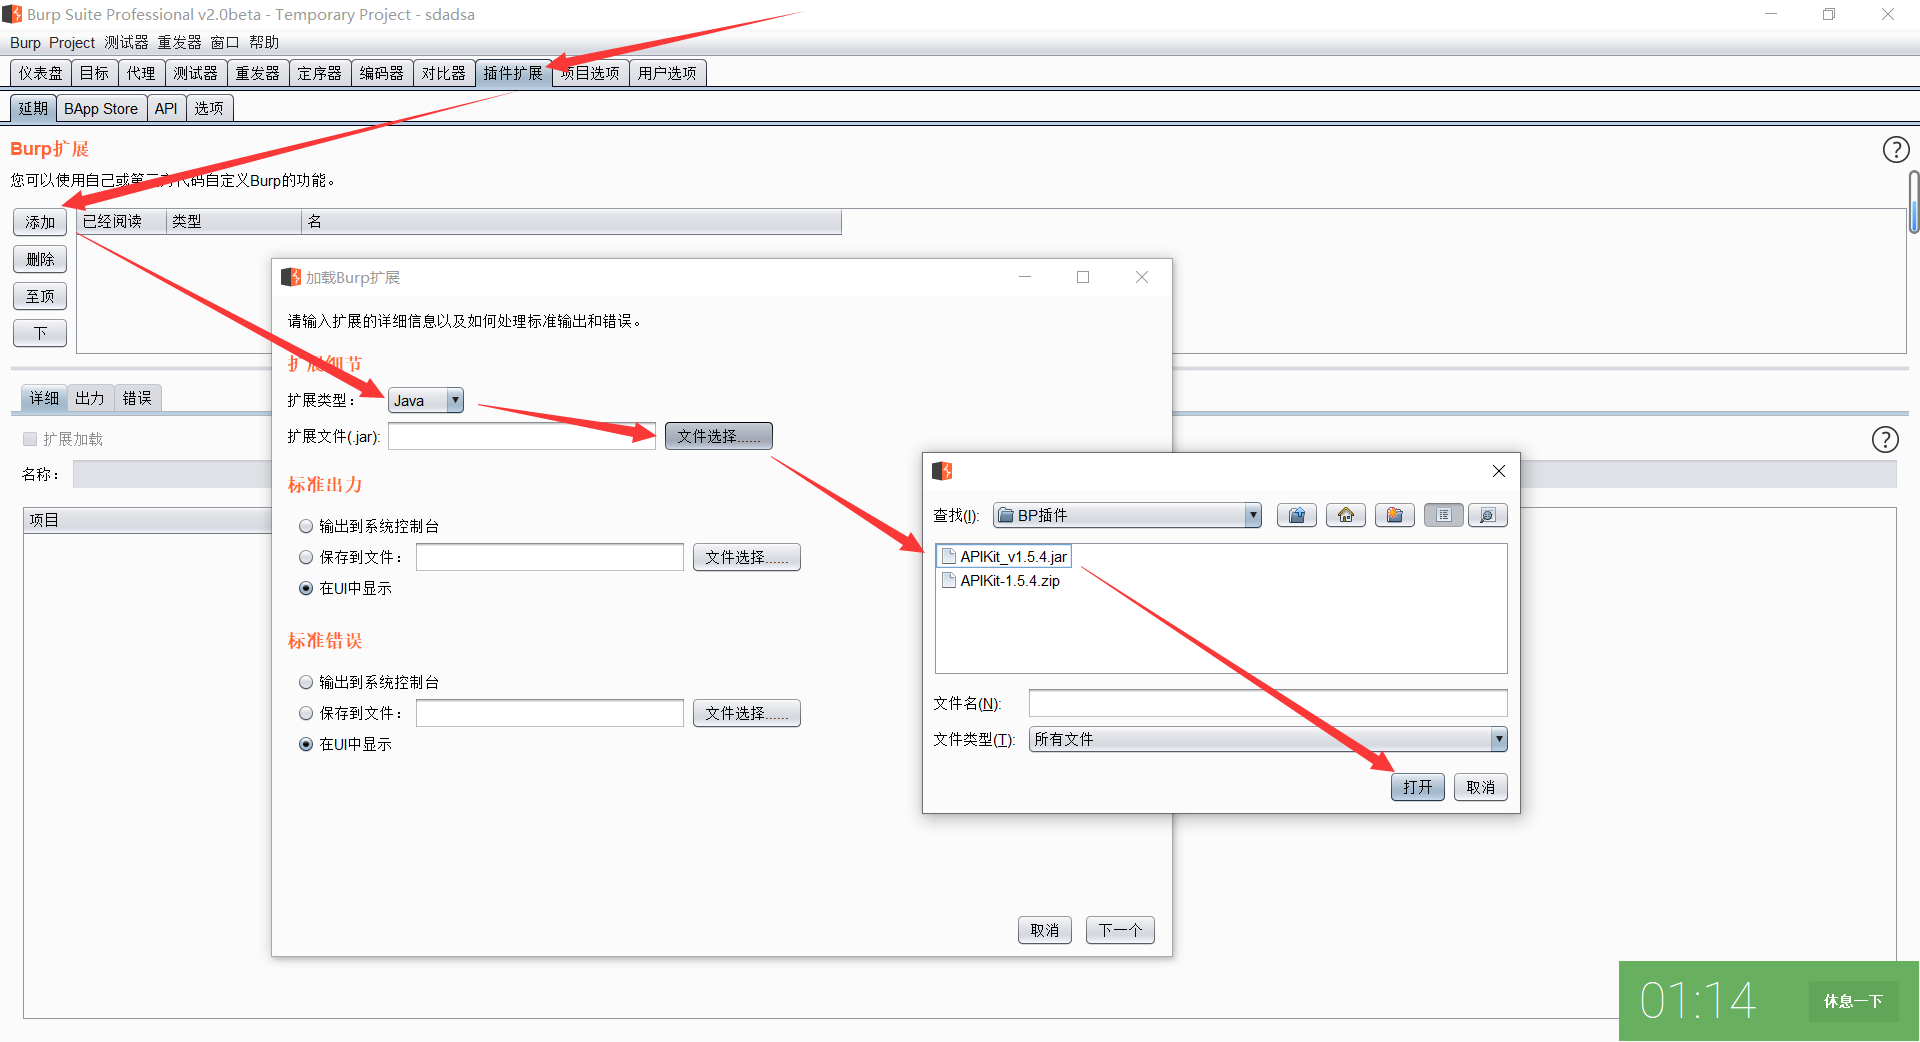 Burp Suite Professional v2.0beta - Temporary Project - sdadsa
Burp Project 测试器 重发器 窗口 帮助
仪表盘 目标 代理 测试器 重发器 定序器 编码器 对比器 插件扩展 项目选项 用户选项
延期 BApp Store API 选项
Burp扩展
您可以使用自己或第三方代码自定义Burp的功能。
添加 已经阅读 类型 名
删除
至顶
下
详细 出力 错误
扩展加载
名称：
项目
加载Burp扩展
请输入扩展的详细信息以及如何处理标准输出和错误。
扩展细节
扩展类型： Java
扩展文件(.jar): 文件选择......
标准出力
输出到系统控制台
保存到文件： 文件选择......
在UI中显示
标准错误
输出到系统控制台
保存到文件： 文件选择......
在UI中显示
取消 下一个
查找(I): BP插件
APIKit_v1.5.4.jar
APIKit-1.5.4.zip
文件名(N):
文件类型(T): 所有文件
打开 取消
01:14 休息一下